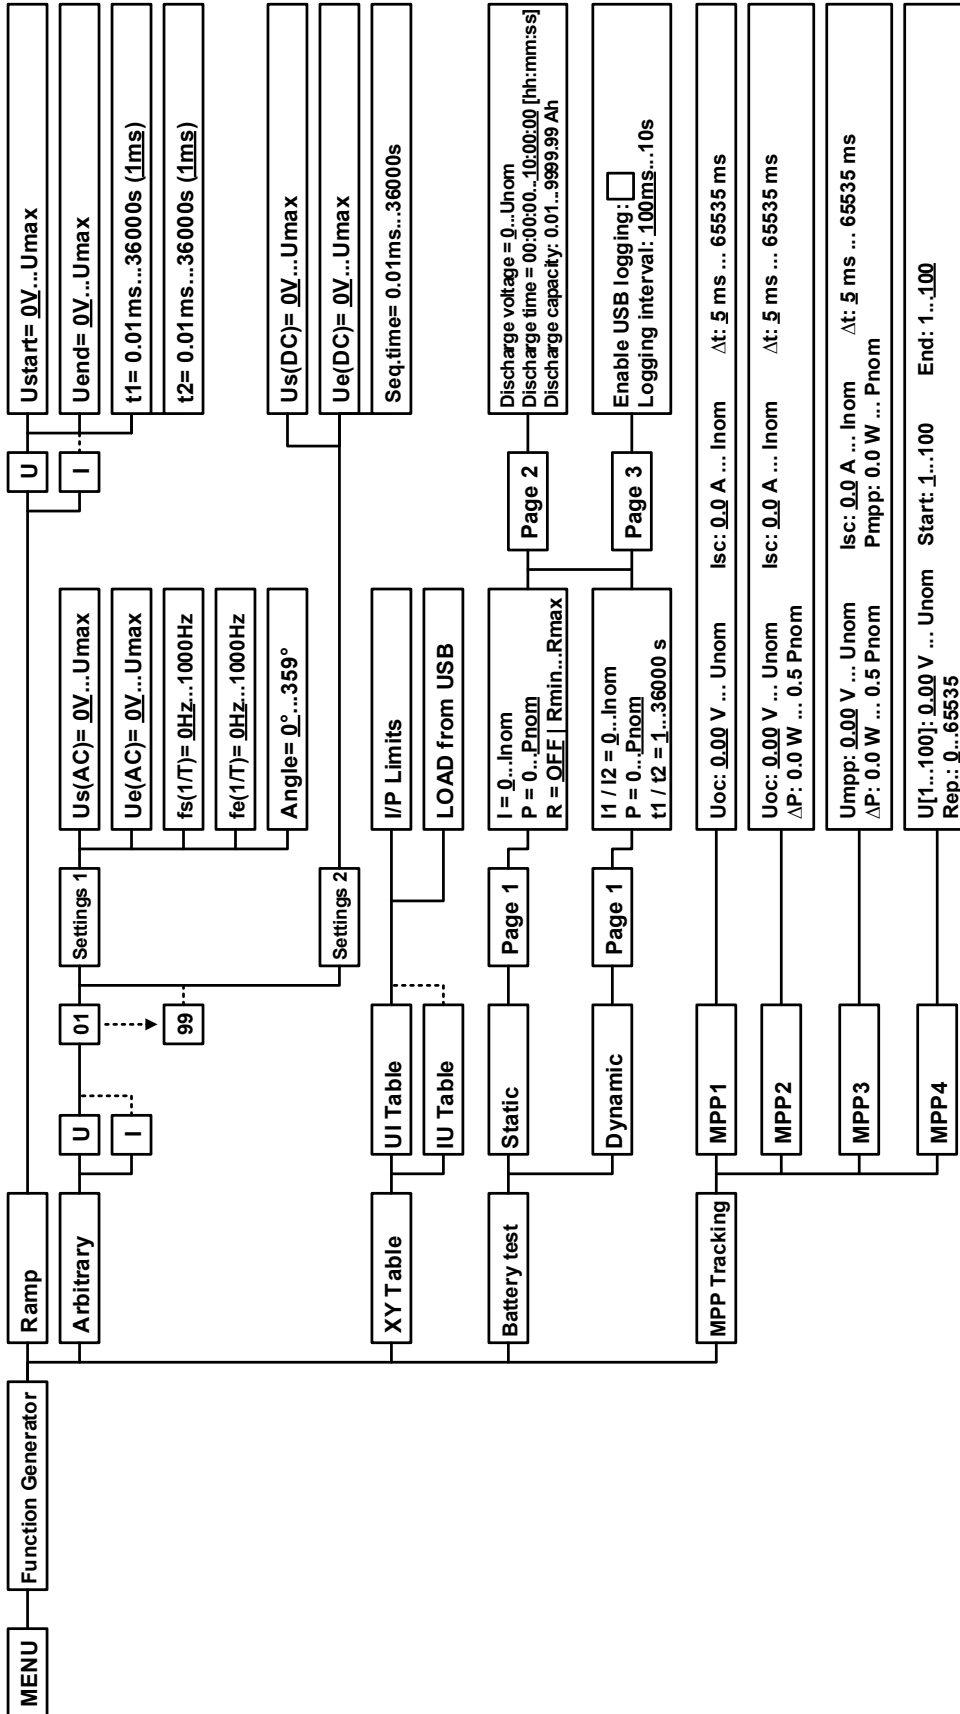 MENU
Function Generator
Ramp
U
I
Ustart= 0V...Umax
Uend= 0V...Umax
t1= 0.01ms...36000s (1ms)
t2= 0.01ms...36000s (1ms)
Arbitrary
U
I
01
99
Settings 1
Us(AC)= 0V...Umax
Ue(AC)= 0V...Umax
fs(1/T)= 0Hz...1000Hz
fe(1/T)= 0Hz...1000Hz
Angle= 0°...359°
Settings 2
Us(DC)= 0V...Umax
Ue(DC)= 0V...Umax
Seq.time= 0.01ms...36000s
XY Table
UI Table
IU Table
I/P Limits
LOAD from USB
Battery test
Static
Page 1
I = 0...Inom
P = 0...Pnom
R = OFF | Rmin...Rmax
Dynamic
Page 1
I1 / I2 = 0...Inom
P = 0...Pnom
t1 / t2 = 1...36000 s
Page 2
Discharge voltage = 0...Unom
Discharge time = 00:00:00...10:00:00 [hh:mm:ss]
Discharge capacity: 0.01...9999.99 Ah
Page 3
Enable USB logging:
Logging interval: 100ms...10s
MPP Tracking
MPP1
Uoc: 0.00 V ... Unom Isc: 0.0 A ... Inom Δt: 5 ms ... 65535 ms
MPP2
Uoc: 0.00 V ... Unom Isc: 0.0 A ... Inom Δt: 5 ms ... 65535 ms
ΔP: 0.0 W ... 0.5 Pnom
MPP3
Umpp: 0.00 V ... Unom Isc: 0.0 A ... Inom Δt: 5 ms ... 65535 ms
ΔP: 0.0 W ... 0.5 Pnom Pmpp: 0.0 W ... Pnom
MPP4
U[1...100]: 0.00 V ... Unom Start: 1...100 End: 1...100
Rep.: 0...65535